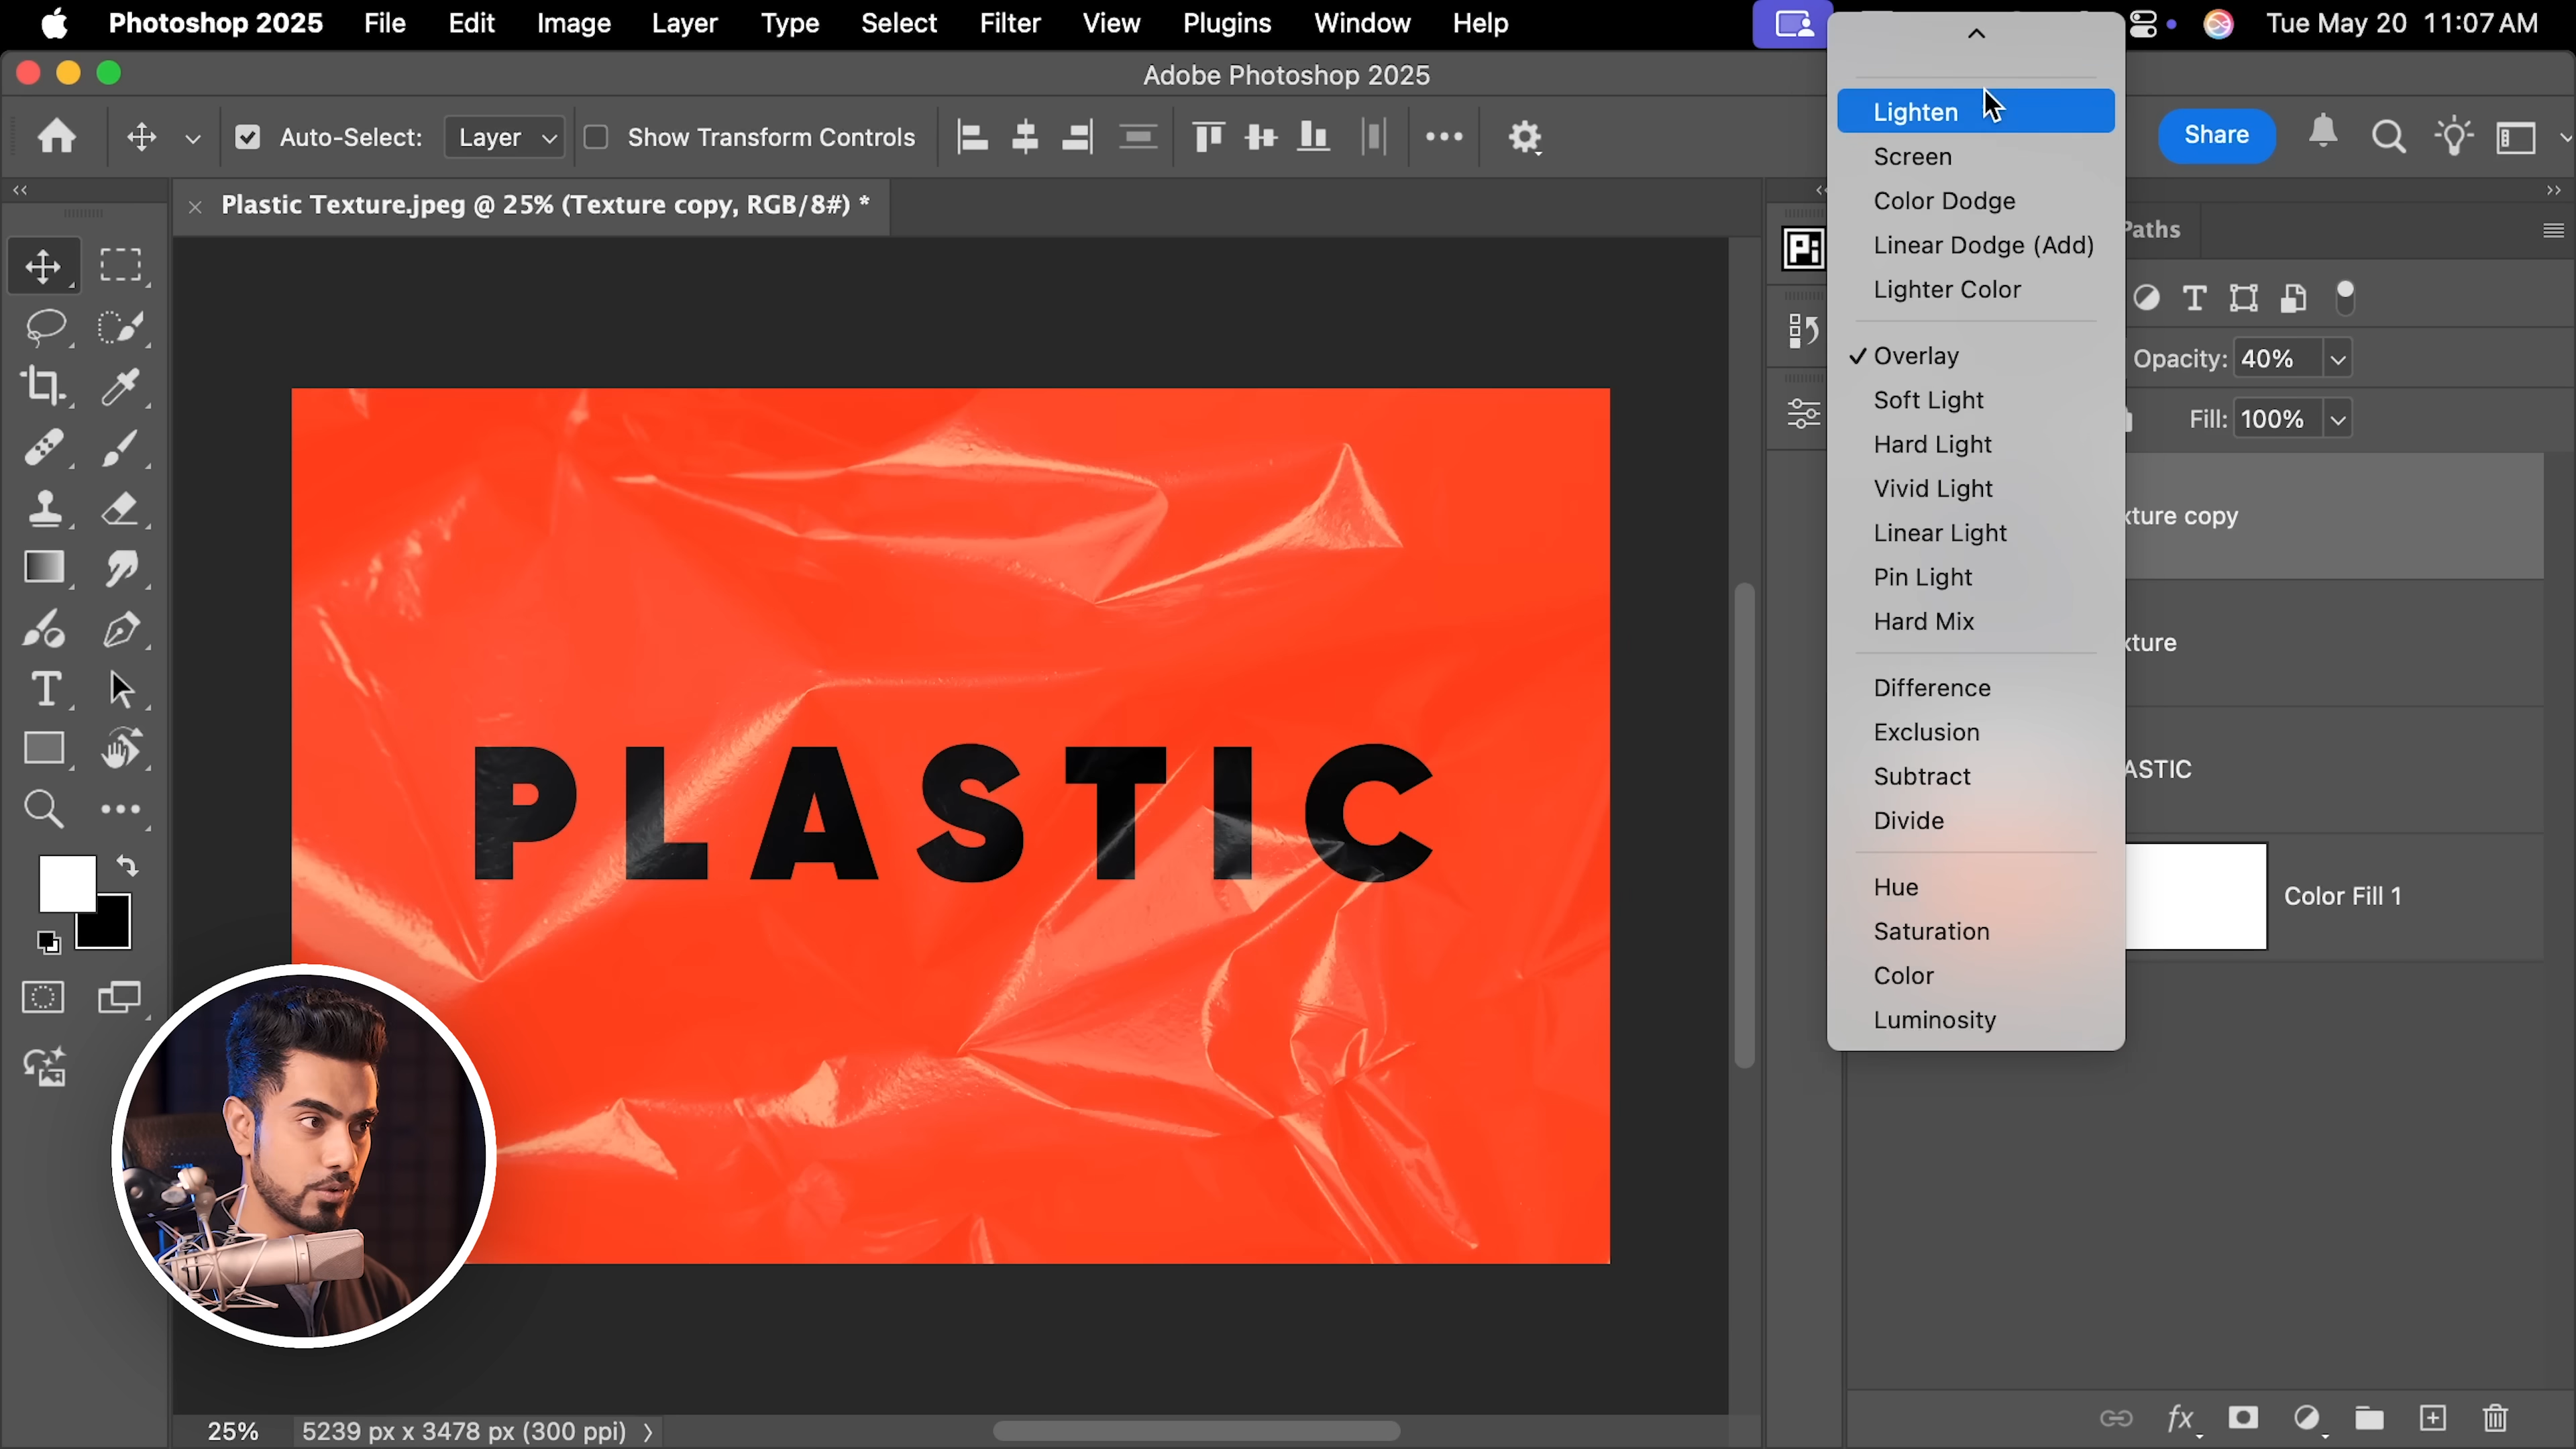 Photoshop 2025 File Edit Image Layer Type Select Filter View Plugins Window Help Tue May 20 11:07 AM
Adobe Photoshop 2025
Auto-Select: Layer Show Transform Controls Share
Plastic Texture.jpeg @ 25% (Texture copy, RGB/8#) *
Lighten
Screen
Color Dodge
Linear Dodge (Add)
Lighter Color
Overlay
Soft Light
Hard Light
Vivid Light
Linear Light
Pin Light
Hard Mix
Difference
Exclusion
Subtract
Divide
Hue
Saturation
Color
Luminosity
Pi
Paths
Opacity: 40%
Fill: 100%
xture copy
xture
ASTIC
Color Fill 1
PLASTIC
25% 5239 px x 3478 px (300 ppi)
fx